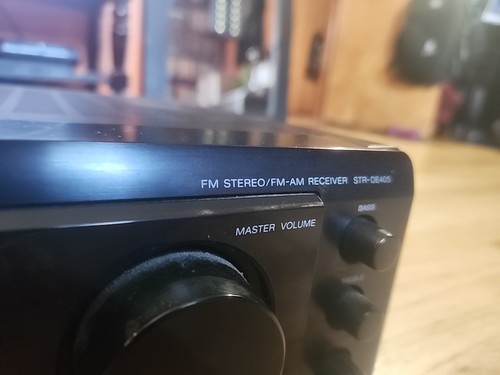 FM STEREO/FM-AM RECEIVER STR-DE405
MASTER VOLUME
BASS